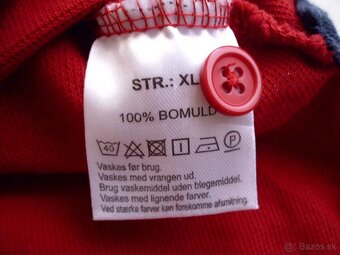 STR.: XL
100% BOMULD
40 P
Vaskes før brug.
Vaskes med vrangen ud.
Brug vaskemiddel uden blegemiddel.
Vaskes med lignende farver.
Ved stærke farver kan forekomme afsmitning.
© Bazos.sk